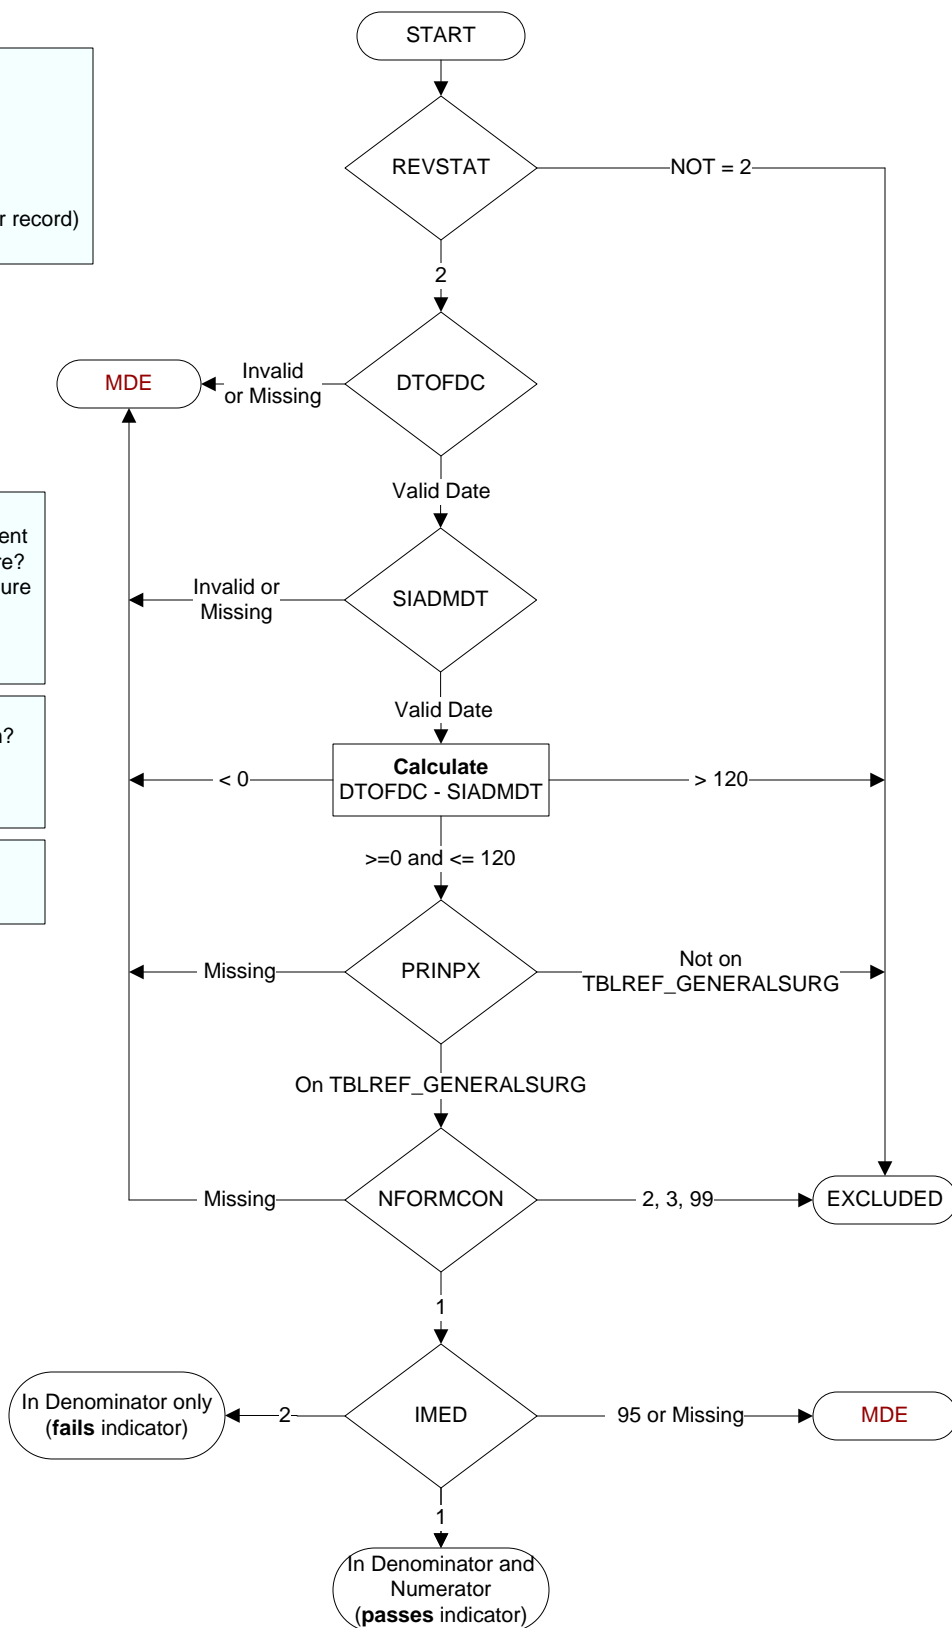 START
REVSTAT
NOT = 2
r record)
2
DTOFDC
Invalid
or Missing
MDE
Valid Date
ent
re?
ure
SIADMDT
Invalid or
Missing
Valid Date
n?
Calculate
DTOFDC - SIADMDT
< 0
> 120
>=0 and <= 120
PRINPX
Missing
Not on
TBLREF_GENERALSURG
On TBLREF_GENERALSURG
NFORMCON
Missing
2, 3, 99
EXCLUDED
1
In Denominator only
(fails indicator)
2
IMED
95 or Missing
MDE
1
In Denominator and
Numerator
(passes indicator)